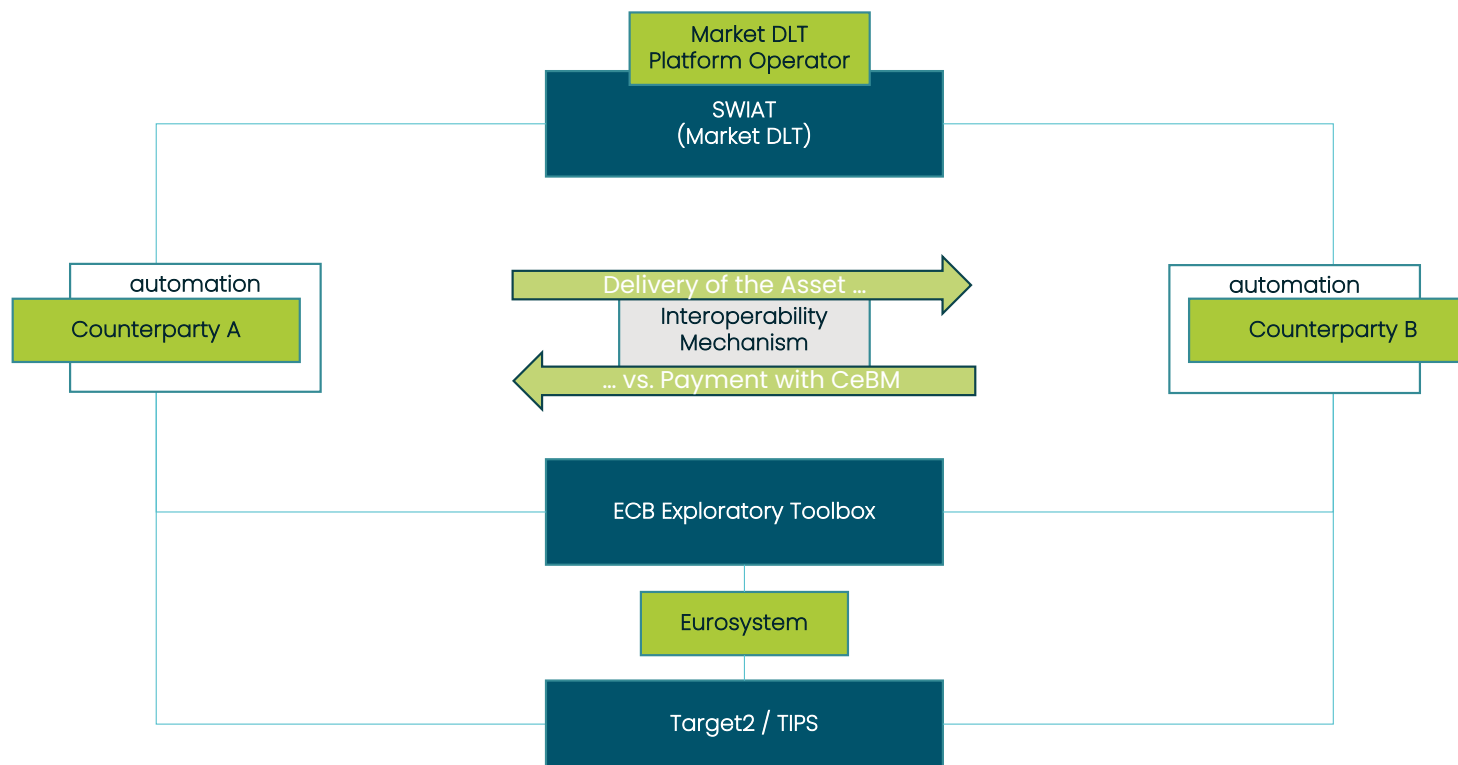 Market DLT
Platform Operator
SWIAT
(Market DLT)
automation
Counterparty A
Delivery of the Asset ...
Interoperability
Mechanism
... vs. Payment with CeBM
automation
Counterparty B
ECB Exploratory Toolbox
Eurosystem
Target2 / TIPS